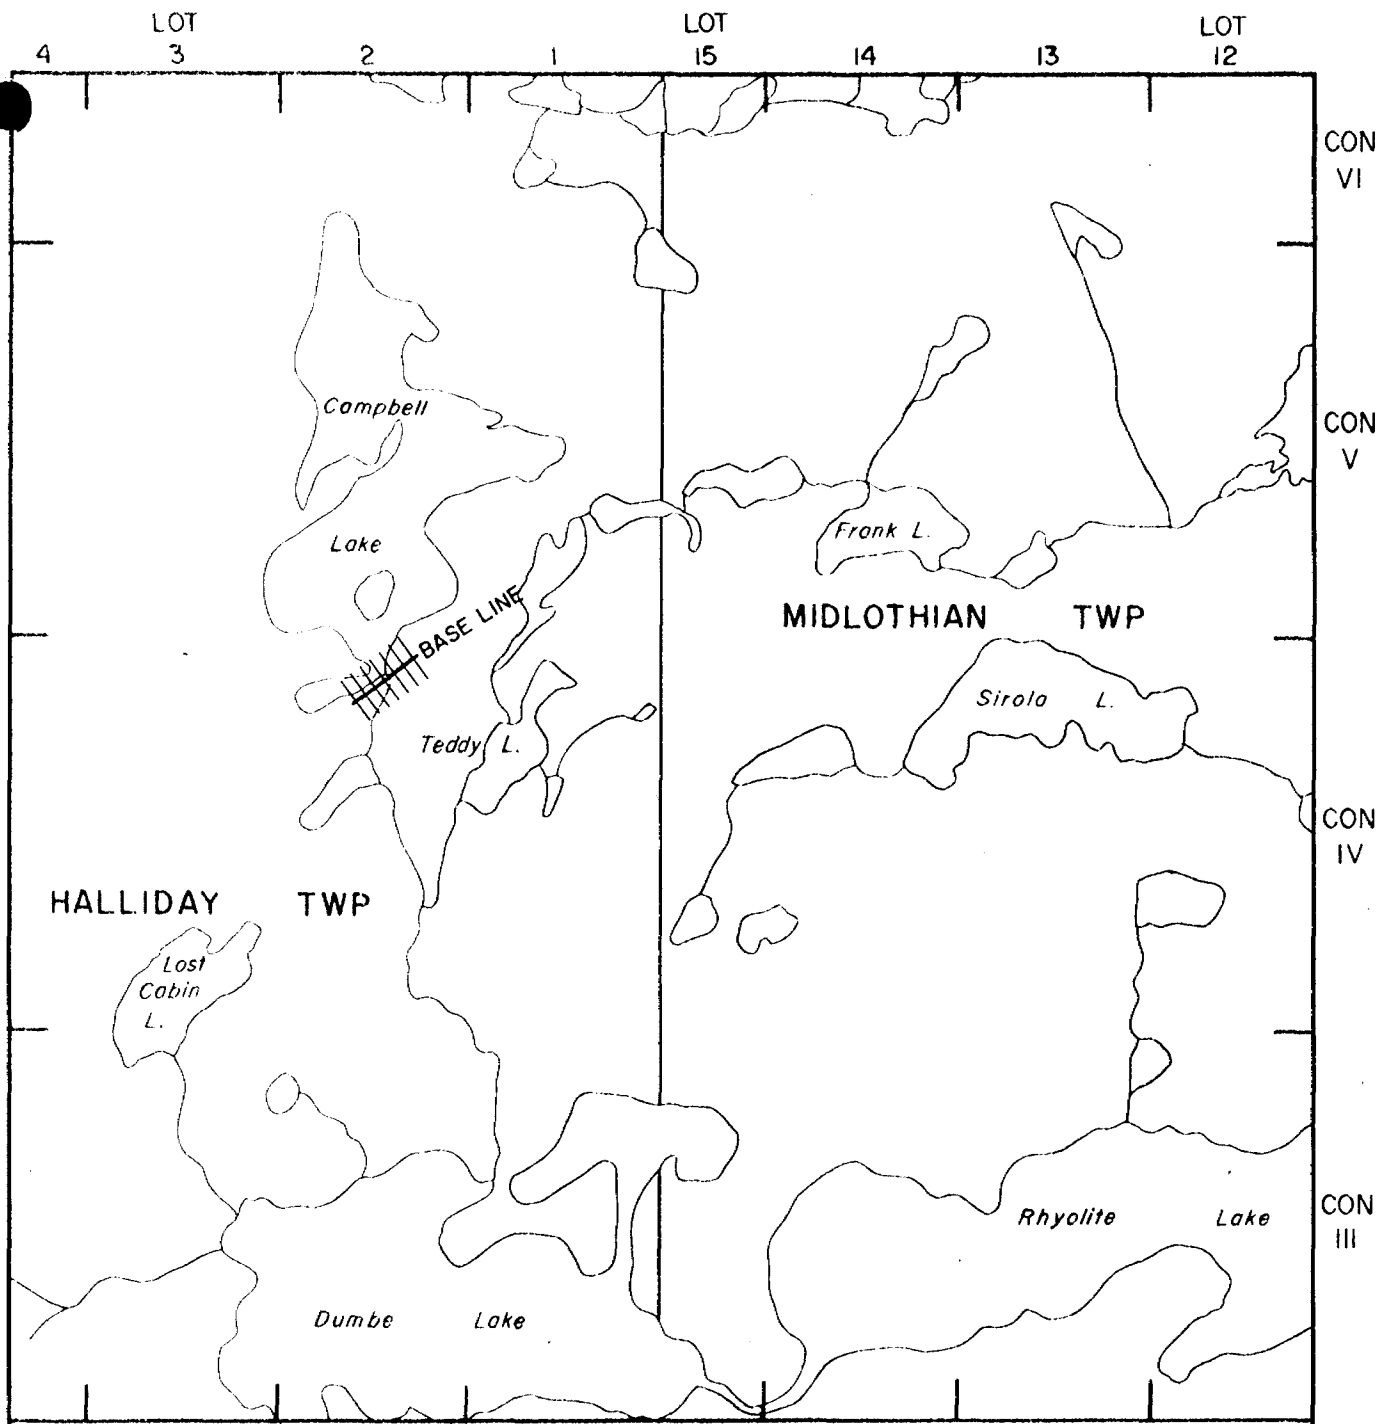 LOT LOT LOT
4 3 2 1 15 14 13 12
CON
VI
Campbell
CON
V
Lake
Frank L.
BASE LINE
MIDLOTHIAN TWP
Sirola L.
Teddy L.
CON
IV
HALLIDAY TWP
Lost
Cabin
L.
Rhyolite Lake
CON
III
Dumbe Lake